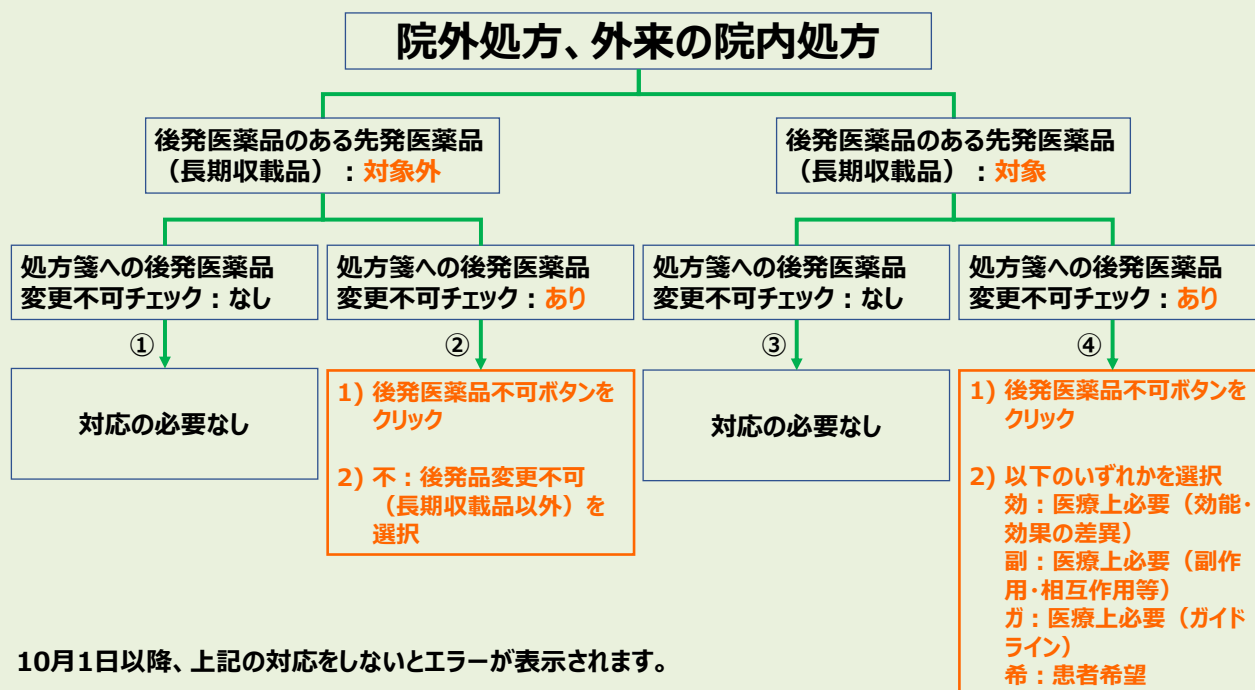 院外処方、外来の院内処方
後発医薬品のある先発医薬品
（長期収載品）：対象外
後発医薬品のある先発医薬品
（長期収載品）：対象
処方箋への後発医薬品
変更不可チェック：なし
処方箋への後発医薬品
変更不可チェック：あり
処方箋への後発医薬品
変更不可チェック：なし
処方箋への後発医薬品
変更不可チェック：あり
①
②
③
④
対応の必要なし
1) 後発医薬品不可ボタンを
クリック
2) 不：後発品変更不可
（長期収載品以外）を
選択
対応の必要なし
1) 後発医薬品不可ボタンを
クリック
2) 以下のいずれかを選択
効：医療上必要（効能・
効果の差異）
副：医療上必要（副作
用・相互作用等）
ガ：医療上必要（ガイド
ライン）
希：患者希望
10月1日以降、上記の対応をしないとエラーが表示されます。